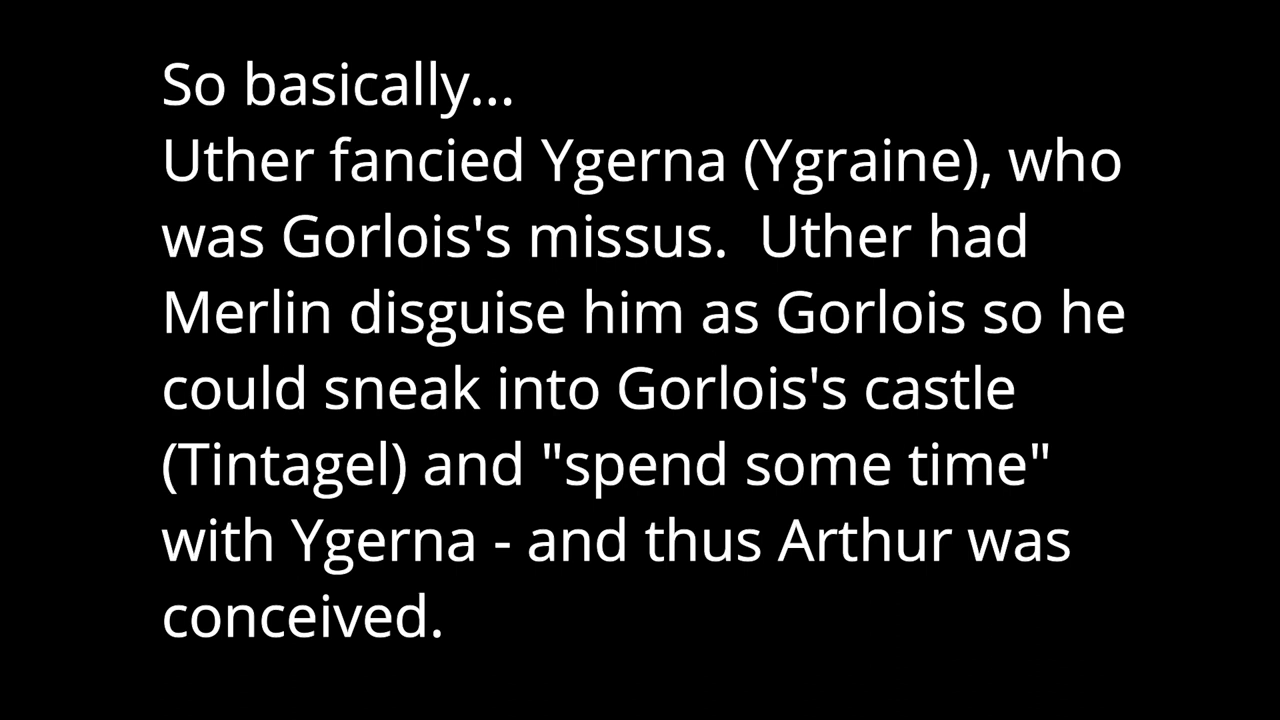 So basically...
Uther fancied Ygerna (Ygraine), who
was Gorlois's missus.  Uther had
Merlin disguise him as Gorlois so he
could sneak into Gorlois's castle
(Tintagel) and "spend some time"
with Ygerna - and thus Arthur was
conceived.